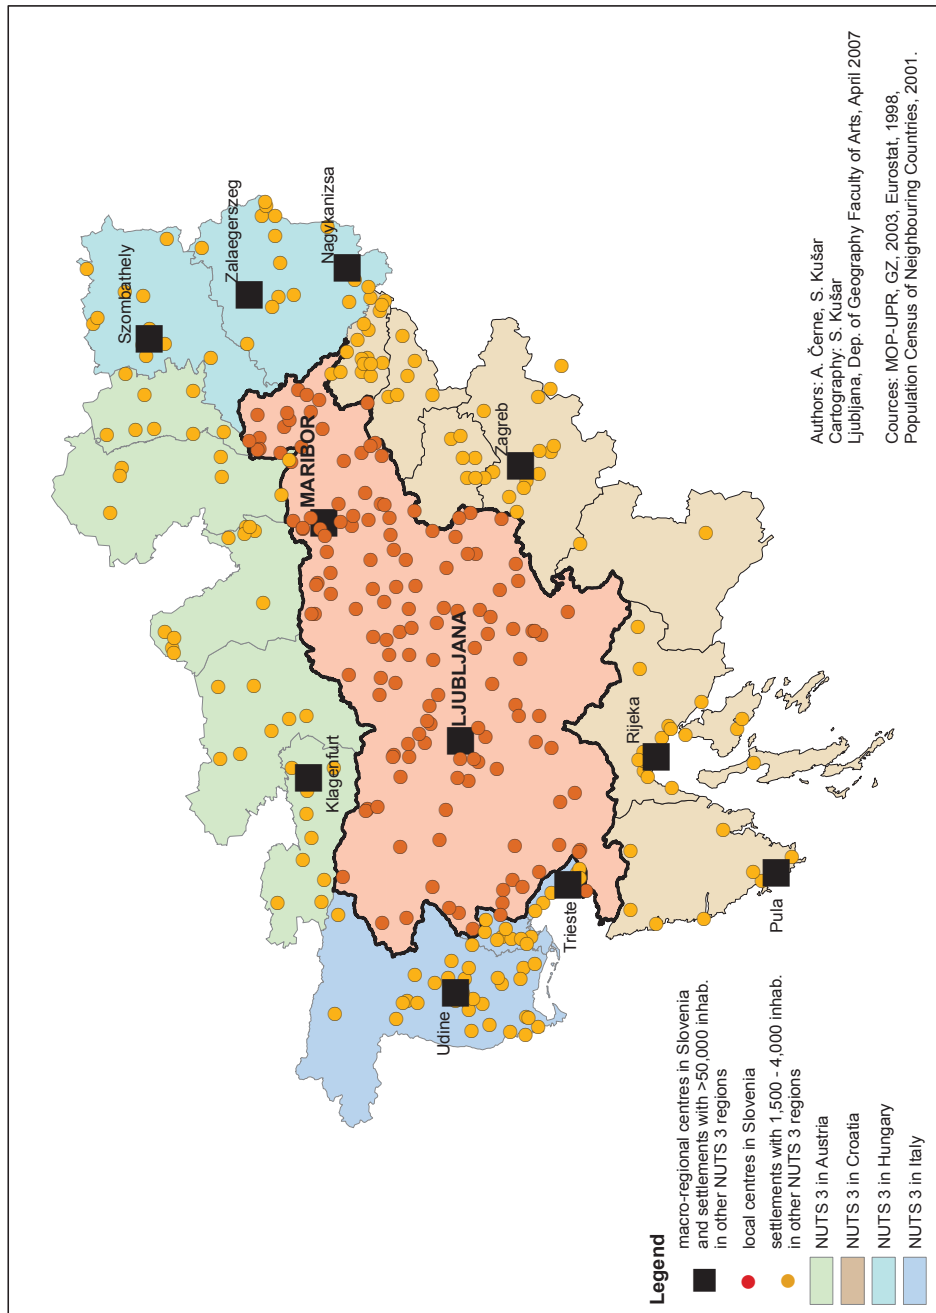 Szombathely
Zalaegerszeg
Nagykanizsa
MARIBOR
Klagenfurt
LJUBLJANA
Zagreb
Udine
Trieste
Rijeka
Pula
Legend
macro-regional centres in Slovenia
and settlements with >50,000 inhab.
in other NUTS 3 regions
local centres in Slovenia
settlements with 1,500 - 4,000 inhab.
in other NUTS 3 regions
NUTS 3 in Austria
NUTS 3 in Croatia
NUTS 3 in Hungary
NUTS 3 in Italy
Authors: A. Černe, S. Kušar
Cartography: S. Kušar
Ljubljana, Dep. of Geography Faculty of Arts, April 2007
Cources: MOP-UPR, GZ, 2003, Eurostat, 1998,
Population Census of Neighbouring Countries, 2001.